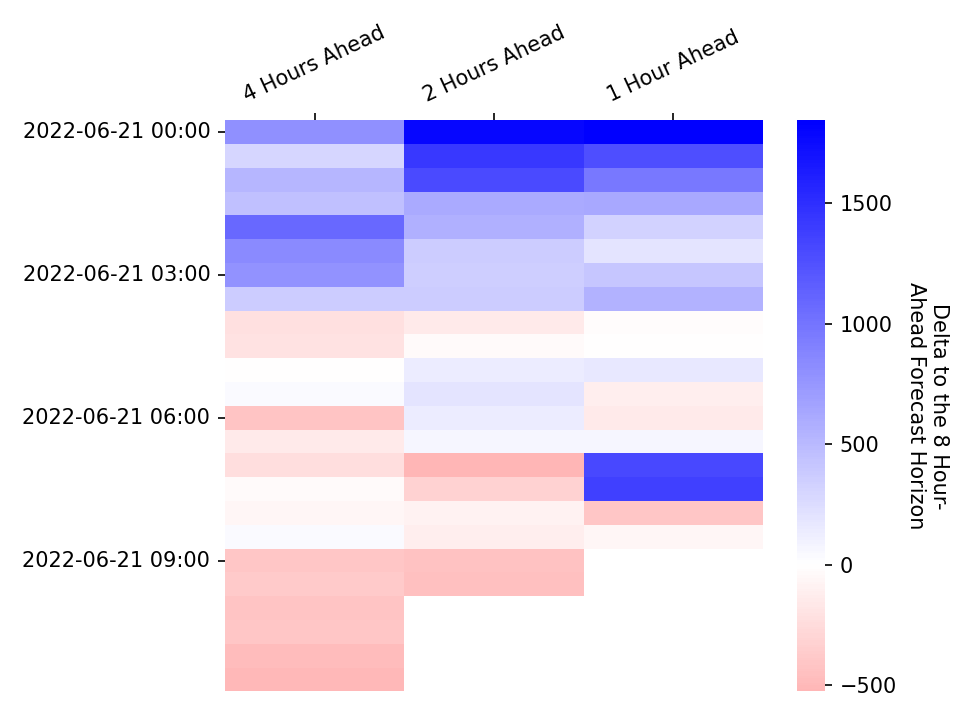 4 Hours Ahead
2 Hours Ahead
1 Hour Ahead
2022-06-21 00:00
2022-06-21 03:00
2022-06-21 06:00
2022-06-21 09:00
1500
1000
500
0
−500
Delta to the 8 Hour-
Ahead Forecast Horizon